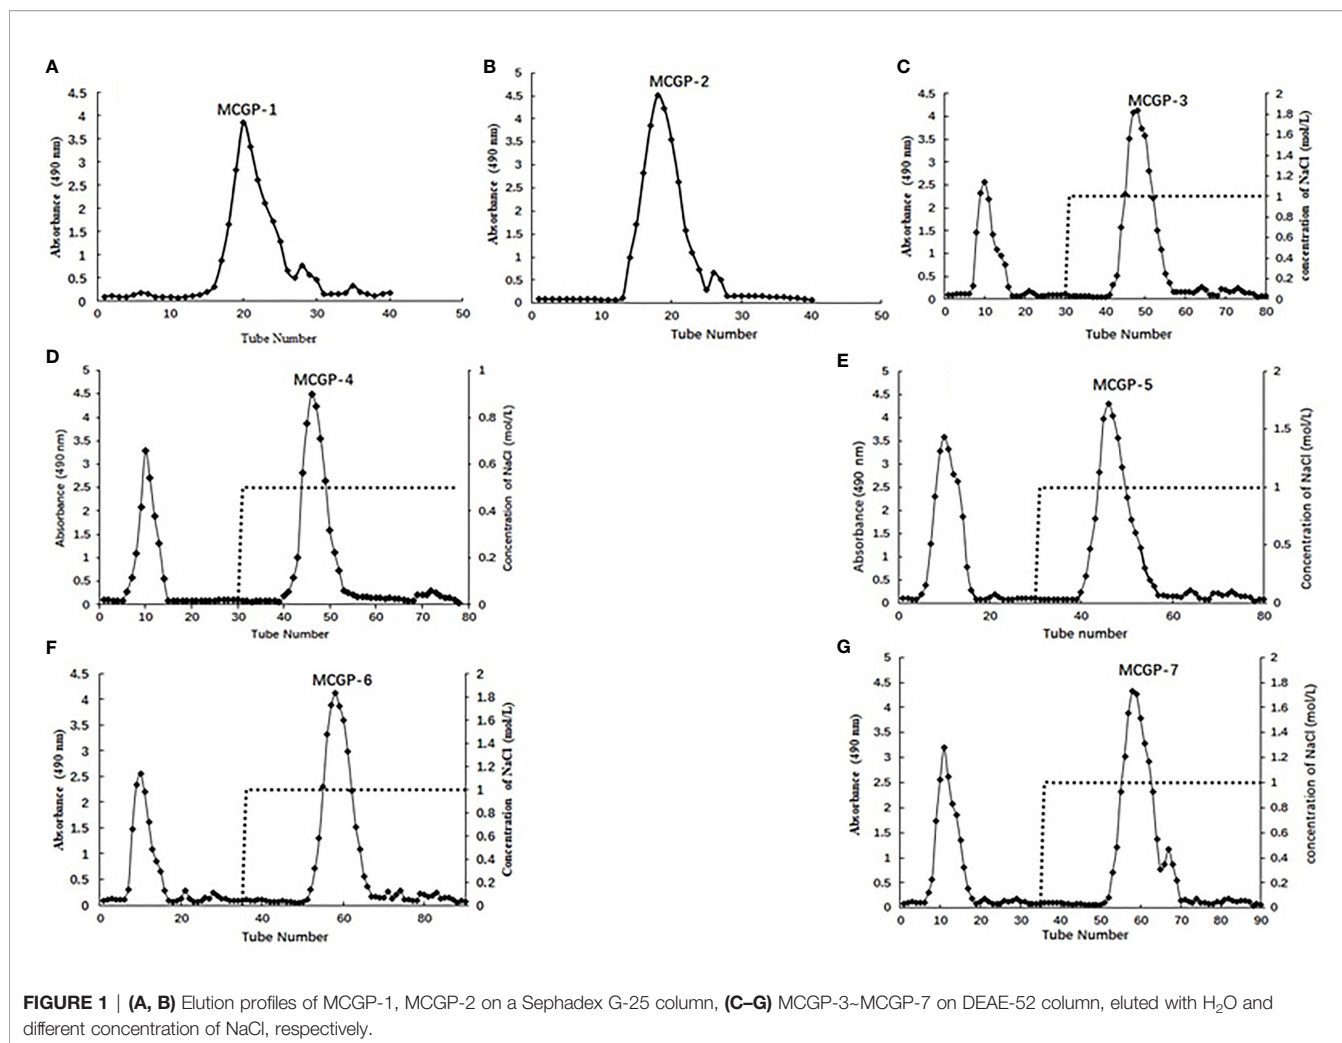 A
MCGP-1
4.5
4
3.5
3
2.5
2
1.5
1
0.5
0
Absorbance (490 nm)
0 10 20 30 40 50
Tube Number
B
MCGP-2
5
4.5
4
3.5
3
2.5
2
1.5
1
0.5
0
Absorbance (490 nm)
0 10 20 30 40 50
Tube Number
C
MCGP-3
4.5
4
3.5
3
2.5
2
1.5
1
0.5
0
Absorbance (490 nm)
2
1.8
1.6
1.4
1.2
1
0.8
0.6
0.4
0.2
0
concentration of NaCl (mol/L)
0 10 20 30 40 50 60 70 80
Tube Number
D
MCGP-4
5
4.5
4
3.5
3
2.5
2
1.5
1
0.5
0
Absorbance (490 nm)
1
0.8
0.6
0.4
0.2
0
Concentration of NaCl (mol/L)
0 10 20 30 40 50 60 70 80
Tube Number
E
MCGP-5
5
4.5
4
3.5
3
2.5
2
1.5
1
0.5
0
Absorbance (490 nm)
2
1.5
1
0.5
0
Concentration of NaCl (mol/L)
0 20 40 60 80
Tube number
F
MCGP-6
4.5
4
3.5
3
2.5
2
1.5
1
0.5
0
Absorbance (490 nm)
2
1.8
1.6
1.4
1.2
1
0.8
0.6
0.4
0.2
0
Concentration of NaCl (mol/L)
0 20 40 60 80
Tube Number
G
MCGP-7
5
4.5
4
3.5
3
2.5
2
1.5
1
0.5
0
Absorbance (490 nm)
2
1.8
1.6
1.4
1.2
1
0.8
0.6
0.4
0.2
0
concentration of NaCl (mol/L)
0 10 20 30 40 50 60 70 80 90
Tube Number
FIGURE 1 | (A, B) Elution profiles of MCGP-1, MCGP-2 on a Sephadex G-25 column, (C–G) MCGP-3~MCGP-7 on DEAE-52 column, eluted with H₂O and
different concentration of NaCl, respectively.